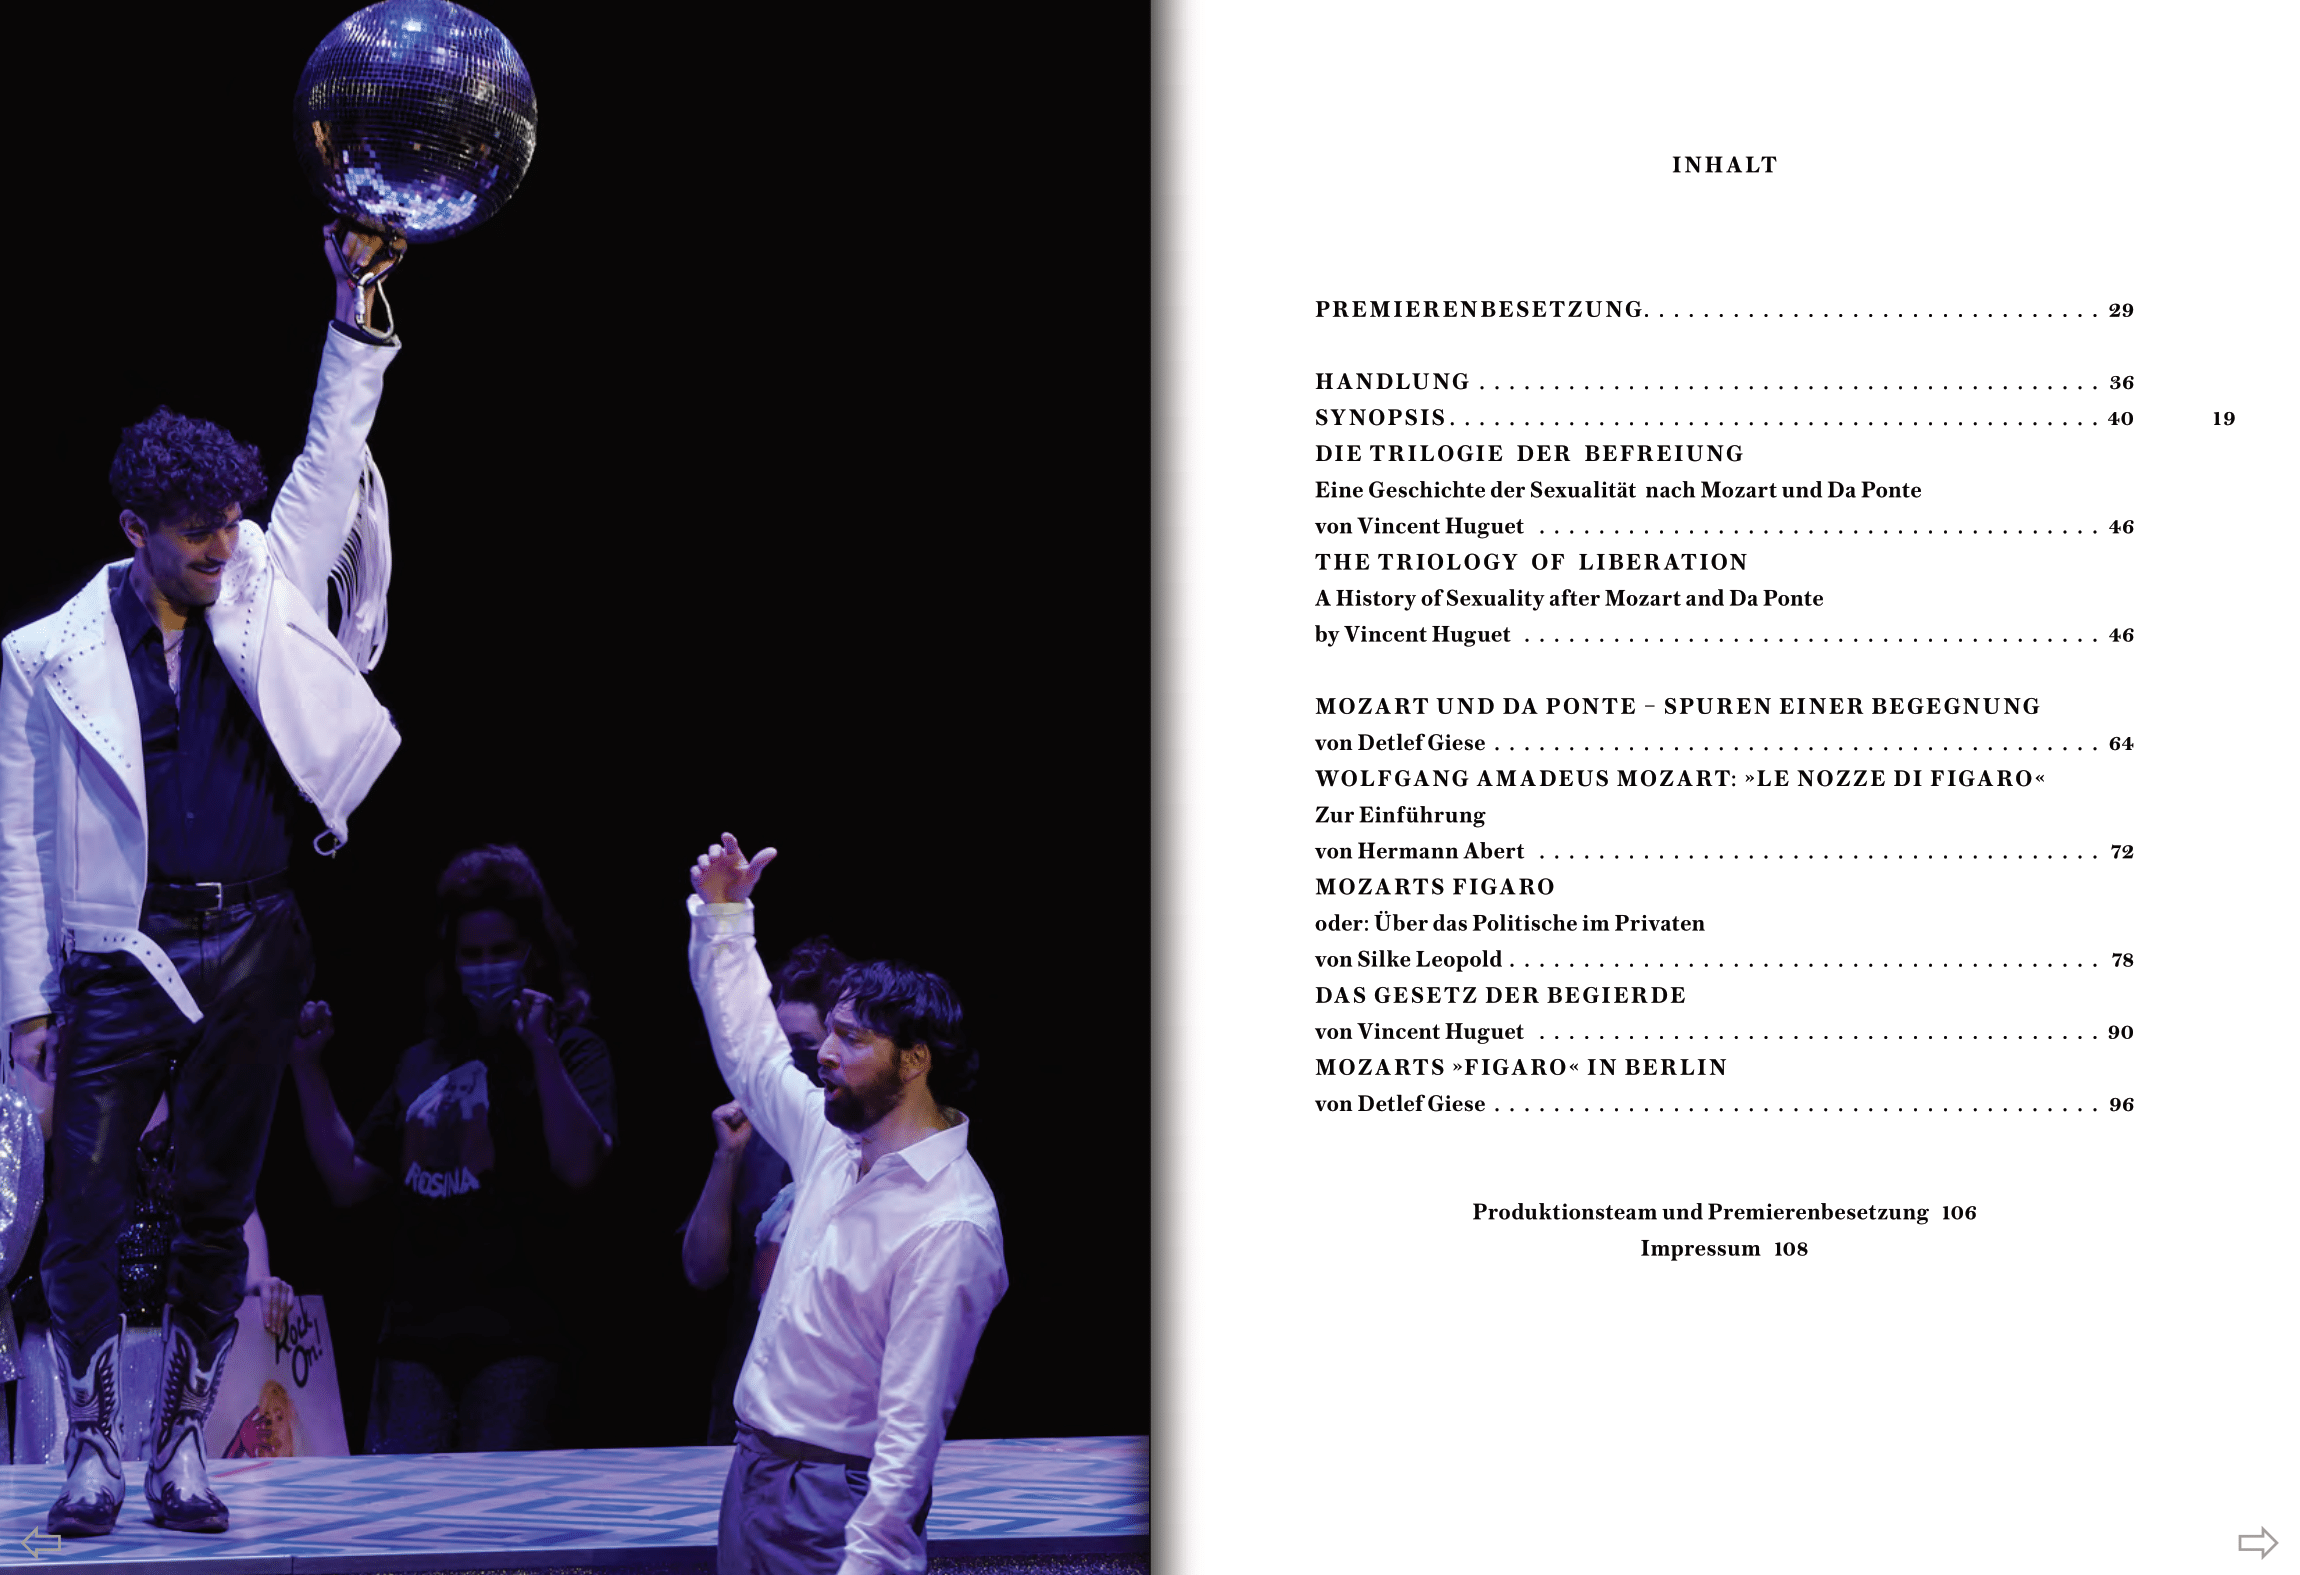 ROSINA
Rock
On!
INHALT
PREMIERENBESETZUNG. . . . . . . . . . . . . . . . . . . . . . . . . . . . . . . 29
HANDLUNG . . . . . . . . . . . . . . . . . . . . . . . . . . . . . . . . . . . . . . . . . . 36
SYNOPSIS . . . . . . . . . . . . . . . . . . . . . . . . . . . . . . . . . . . . . . . . . . . . 40
19
DIE TRILOGIE DER BEFREIUNG
Eine Geschichte der Sexualität nach Mozart und Da Ponte
von Vincent Huguet . . . . . . . . . . . . . . . . . . . . . . . . . . . . . . . . . . . . . . 46
THE TRIOLOGY OF LIBERATION
A History of Sexuality after Mozart and Da Ponte
by Vincent Huguet . . . . . . . . . . . . . . . . . . . . . . . . . . . . . . . . . . . . . . . 46
MOZART UND DA PONTE – SPUREN EINER BEGEGNUNG
von Detlef Giese . . . . . . . . . . . . . . . . . . . . . . . . . . . . . . . . . . . . . . . . . 64
WOLFGANG AMADEUS MOZART: »LE NOZZE DI FIGARO«
Zur Einführung
von Hermann Abert . . . . . . . . . . . . . . . . . . . . . . . . . . . . . . . . . . . . . . 72
MOZARTS FIGARO
oder: Über das Politische im Privaten
von Silke Leopold . . . . . . . . . . . . . . . . . . . . . . . . . . . . . . . . . . . . . . . . 78
DAS GESETZ DER BEGIERDE
von Vincent Huguet . . . . . . . . . . . . . . . . . . . . . . . . . . . . . . . . . . . . . . 90
MOZARTS »FIGARO« IN BERLIN
von Detlef Giese . . . . . . . . . . . . . . . . . . . . . . . . . . . . . . . . . . . . . . . . . 96
Produktionsteam und Premierenbesetzung 106
Impressum 108